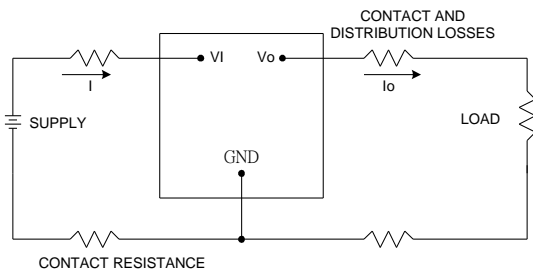 CONTACT AND
DISTRIBUTION LOSSES
VI
Vo
I
Io
SUPPLY
LOAD
GND
CONTACT RESISTANCE